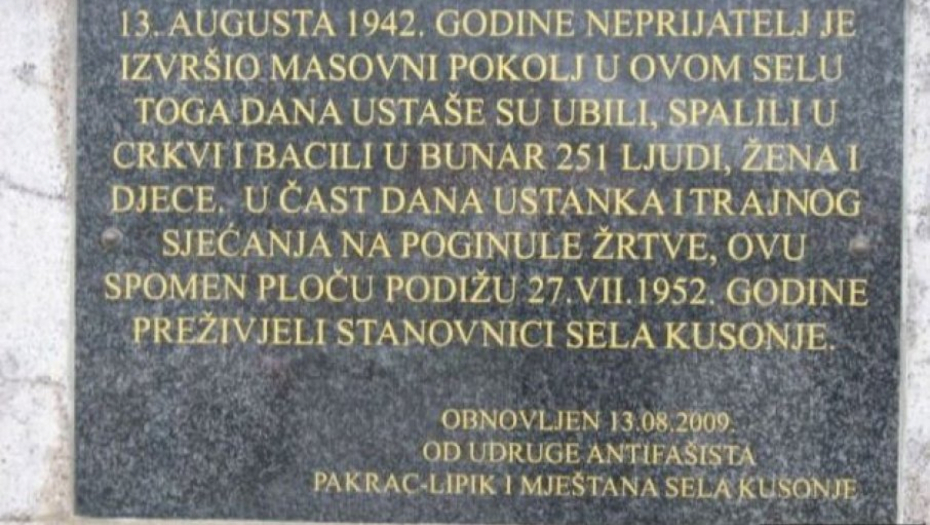 13. AUGUSTA 1942. GODINE NEPRIJATELJ JE
IZVRŠIO MASOVNI POKOLJ U OVOM SELU
TOGA DANA USTAŠE SU UBILI, SPALILI U
CRKVI I BACILI U BUNAR 251 LJUDI, ŽENA I
DJECE. U ČAST DANA USTANKA I TRAJNOG
SJEĆANJA NA POGINULE ŽRTVE, OVU
SPOMEN PLOČU PODIŽU 27.VII.1952. GODINE
PREŽIVJELI STANOVNICI SELA KUSONJE.
OBNOVLJEN 13.08.2009.
OD UDRUGE ANTIFAŠISTA
PAKRAC-LIPIK I MJEŠTANA SELA KUSONJE